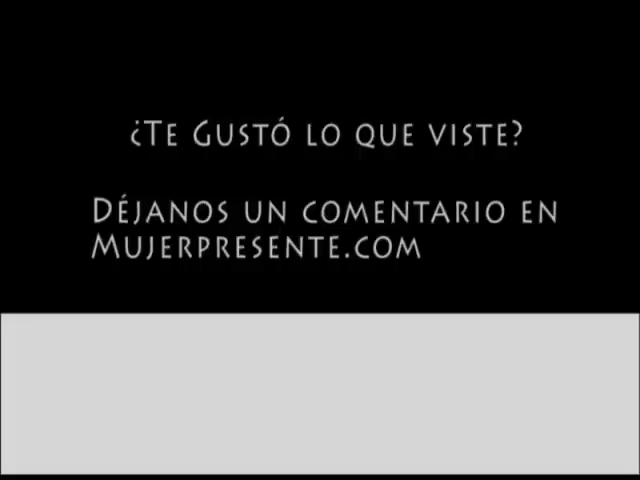 ¿Te Gustó lo que viste?
Déjanos un comentario en
Mujerpresente.com